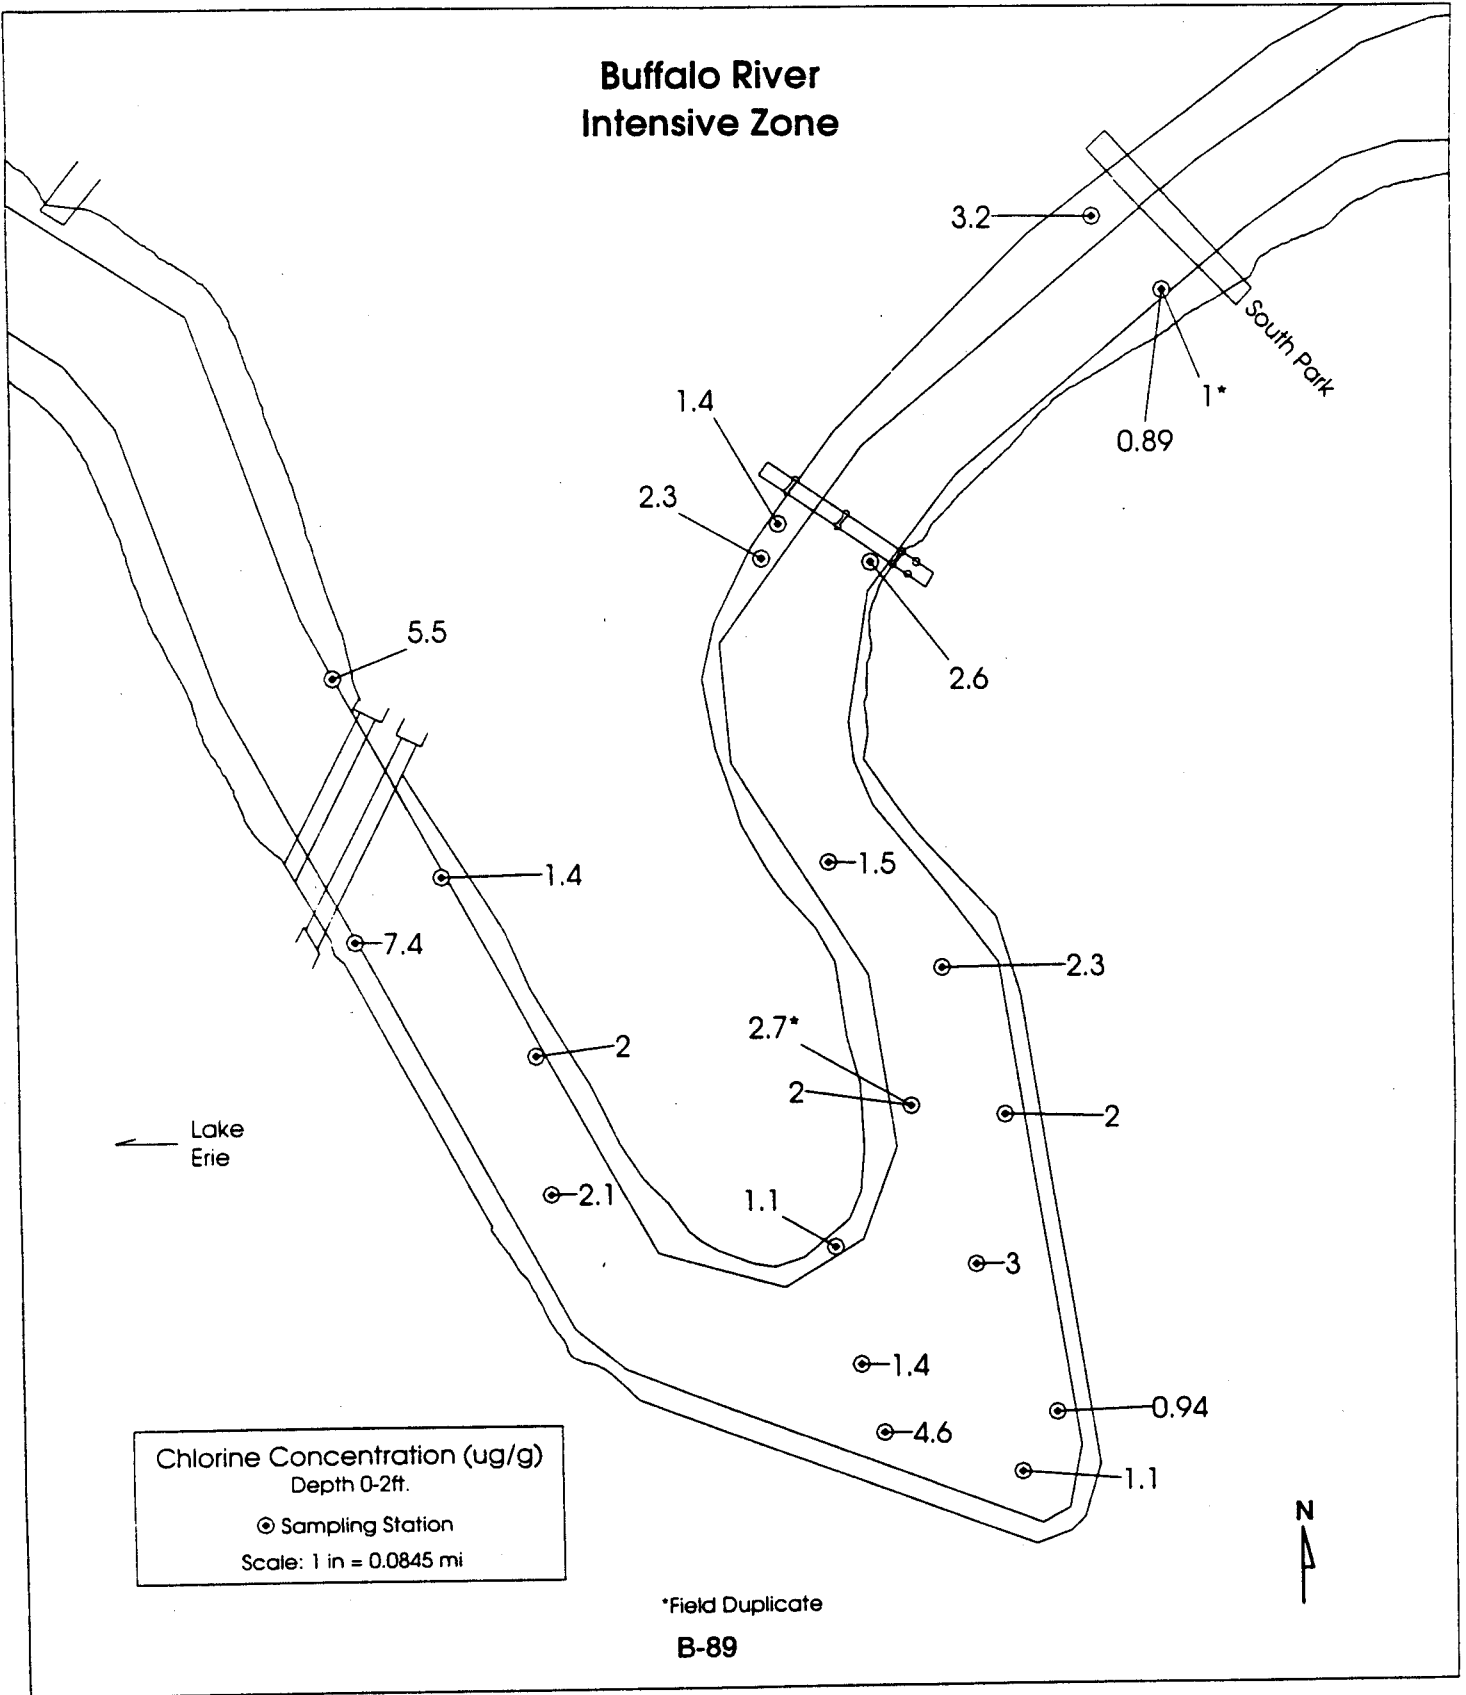 Buffalo River
Intensive Zone
3.2
South Park
1*
0.89
1.4
2.3
2.6
5.5
1.5
1.4
7.4
2.3
2.7*
2
2
2
2.1
1.1
3
1.4
0.94
4.6
1.1
Lake
Erie
Chlorine Concentration (ug/g)
Depth 0-2ft.
Sampling Station
Scale: 1 in = 0.0845 mi
N
*Field Duplicate
B-89